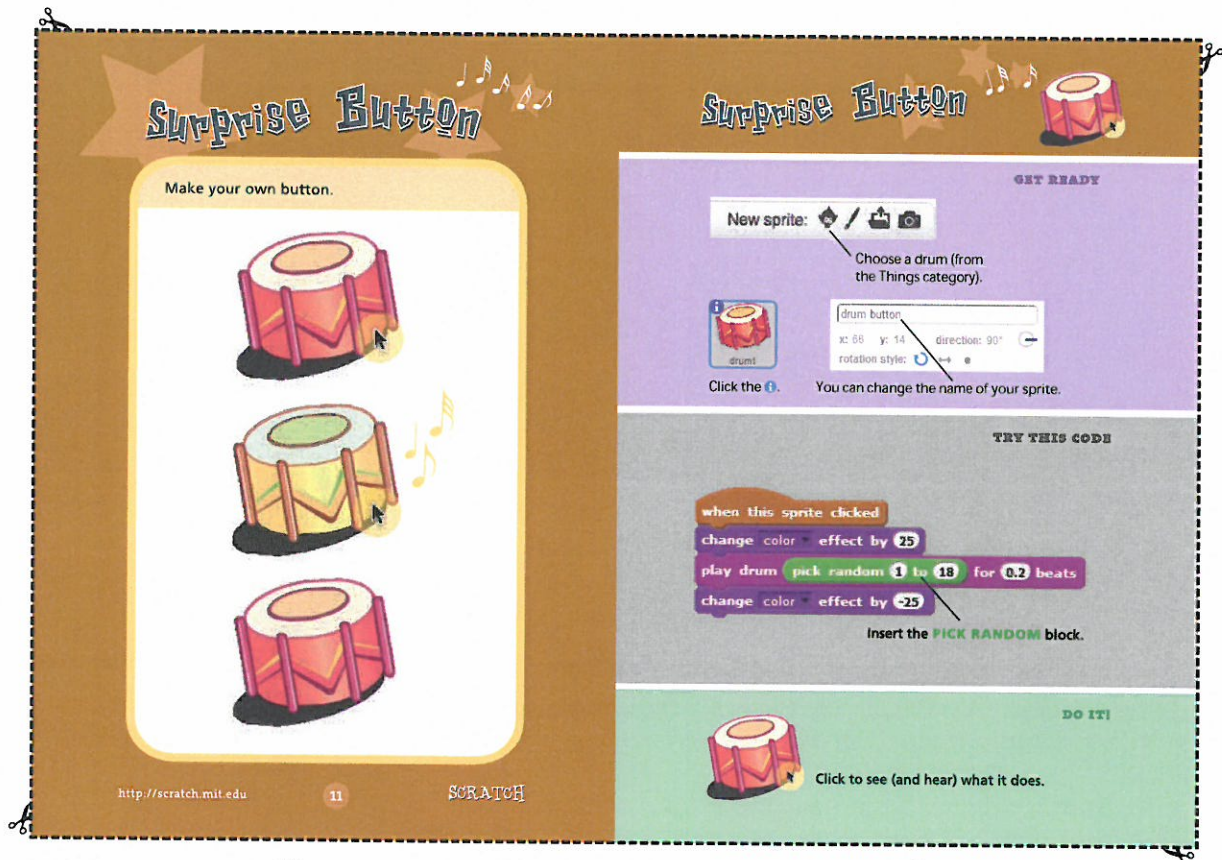 Surprise Button
Make your own button.
http://scratch.mit.edu
11
SCRATCH
Surprise Button
GET READY
New sprite:
Choose a drum (from
the Things category).
i
drum1
Click the i.
drum button
x: 66 y: 14 direction: 90°
rotation style:
You can change the name of your sprite.
TRY THIS CODE
when this sprite clicked
change color effect by 25
play drum pick random 1 to 18 for 0.2 beats
change color effect by -25
Insert the PICK RANDOM block.
DO IT!
Click to see (and hear) what it does.